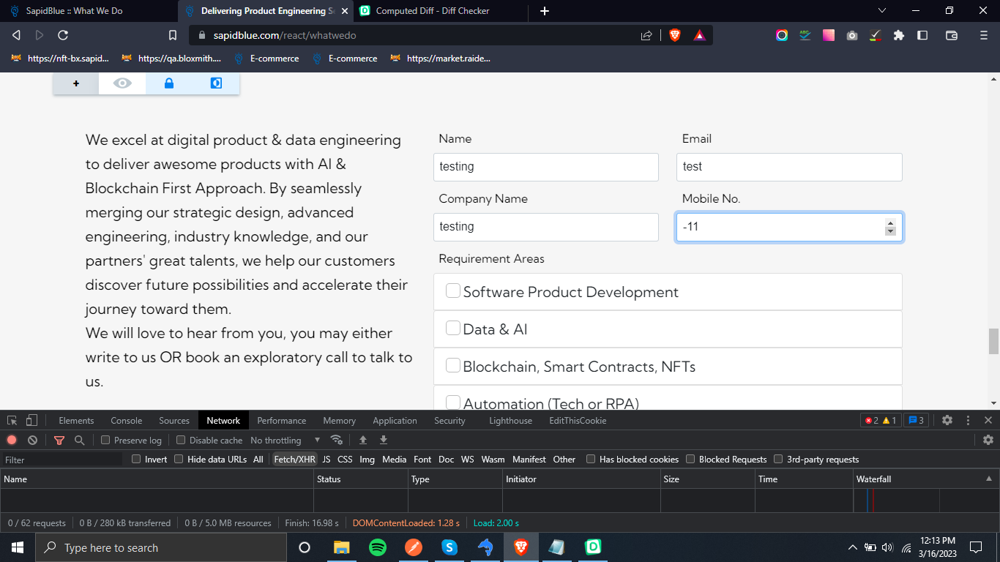 SapidBlue :: What We Do
Delivering Product Engineering Se
Computed Diff - Diff Checker
sapidblue.com/react/whatwedo
https://nft-bx.sapid...
https://qa.bloxmith....
E-commerce
E-commerce
https://market.raide...
We excel at digital product & data engineering
to deliver awesome products with AI &
Blockchain First Approach. By seamlessly
merging our strategic design, advanced
engineering, industry knowledge, and our
partners' great talents, we help our customers
discover future possibilities and accelerate their
journey toward them.
We will love to hear from you, you may either
write to us OR book an exploratory call to talk to
us.
Name
Email
testing
test
Company Name
Mobile No.
testing
-11
Requirement Areas
Software Product Development
Data & AI
Blockchain, Smart Contracts, NFTs
Automation (Tech or RPA)
Elements Console Sources Network Performance Memory Application Security Lighthouse EditThisCookie 2 1 3
Preserve log Disable cache No throttling
Filter Invert Hide data URLs All Fetch/XHR JS CSS Img Media Font Doc WS Wasm Manifest Other Has blocked cookies Blocked Requests 3rd-party requests
Name Status Type Initiator Size Time Waterfall
0 / 62 requests 0 B / 280 kB transferred 0 B / 5.0 MB resources Finish: 16.98 s DOMContentLoaded: 1.28 s Load: 2.00 s
Type here to search
12:13 PM
3/16/2023